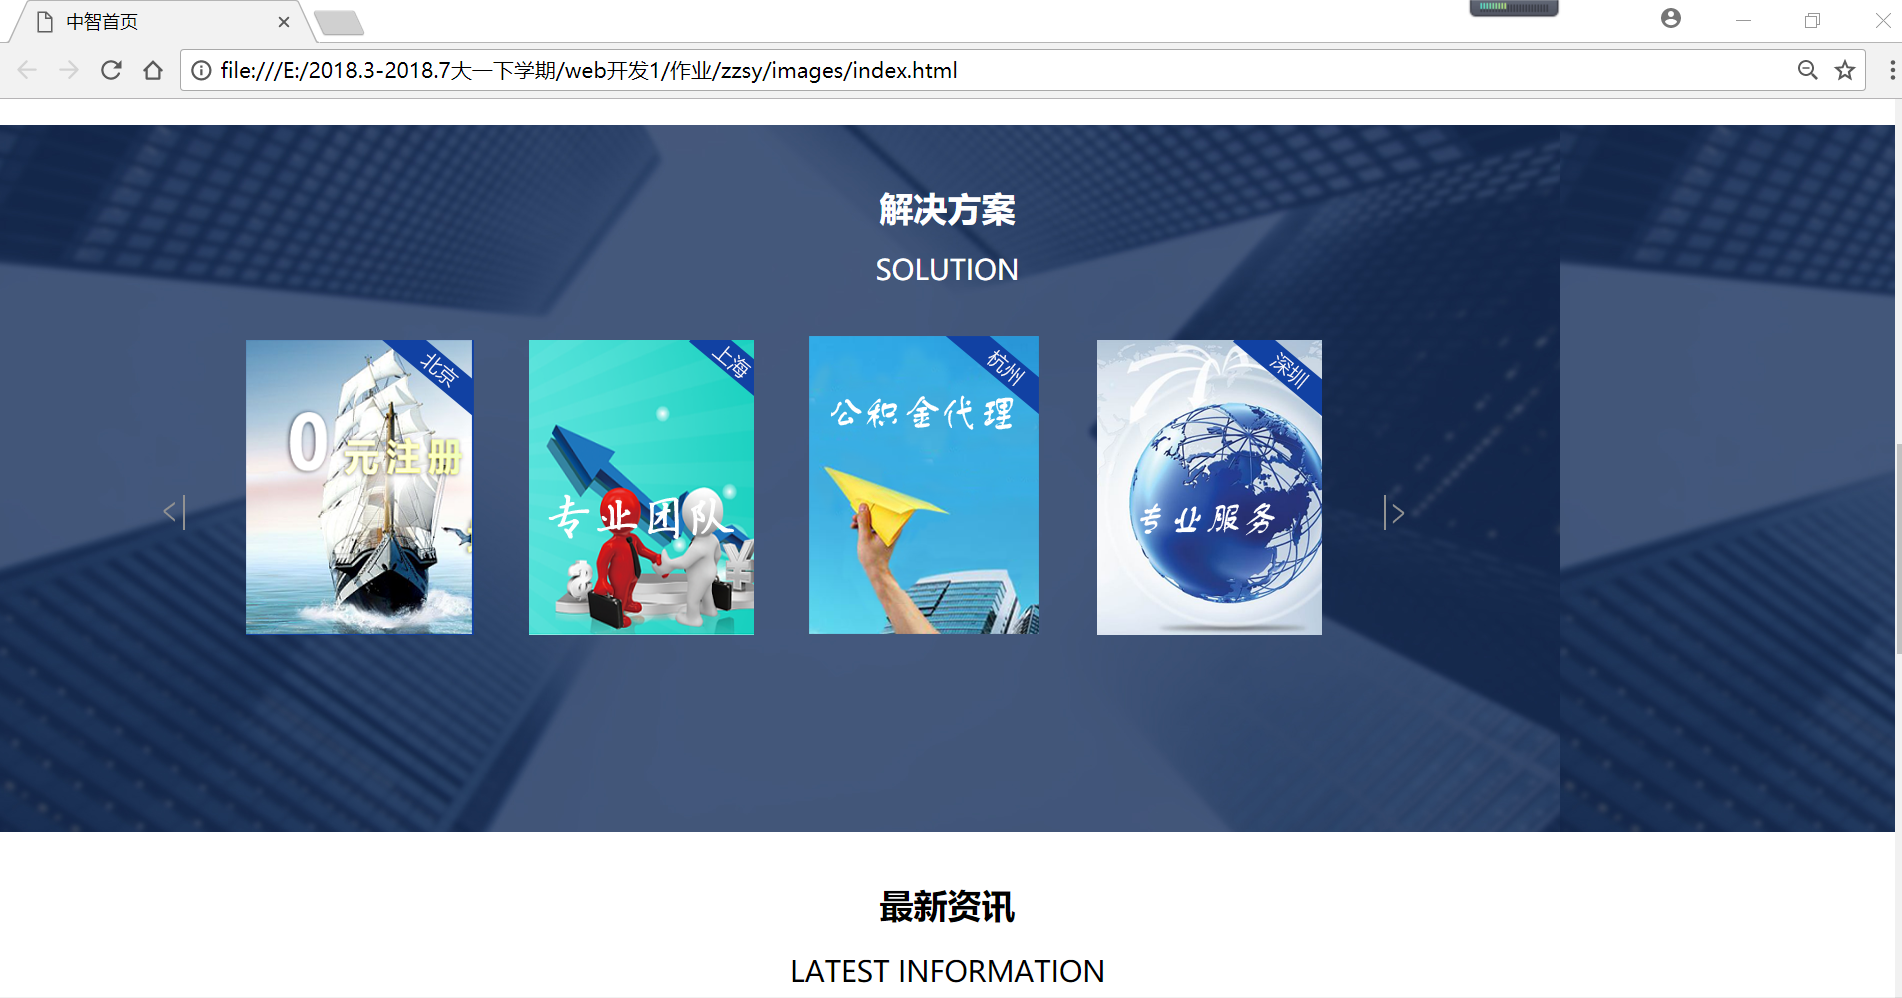 中智首页
file:///E:/2018.3-2018.7大一下学期/web开发1/作业/zzsy/images/index.html
解决方案
SOLUTION
北京
0元注册
上海
专业团队
杭州
公积金代理
深圳
专业服务
最新资讯
LATEST INFORMATION